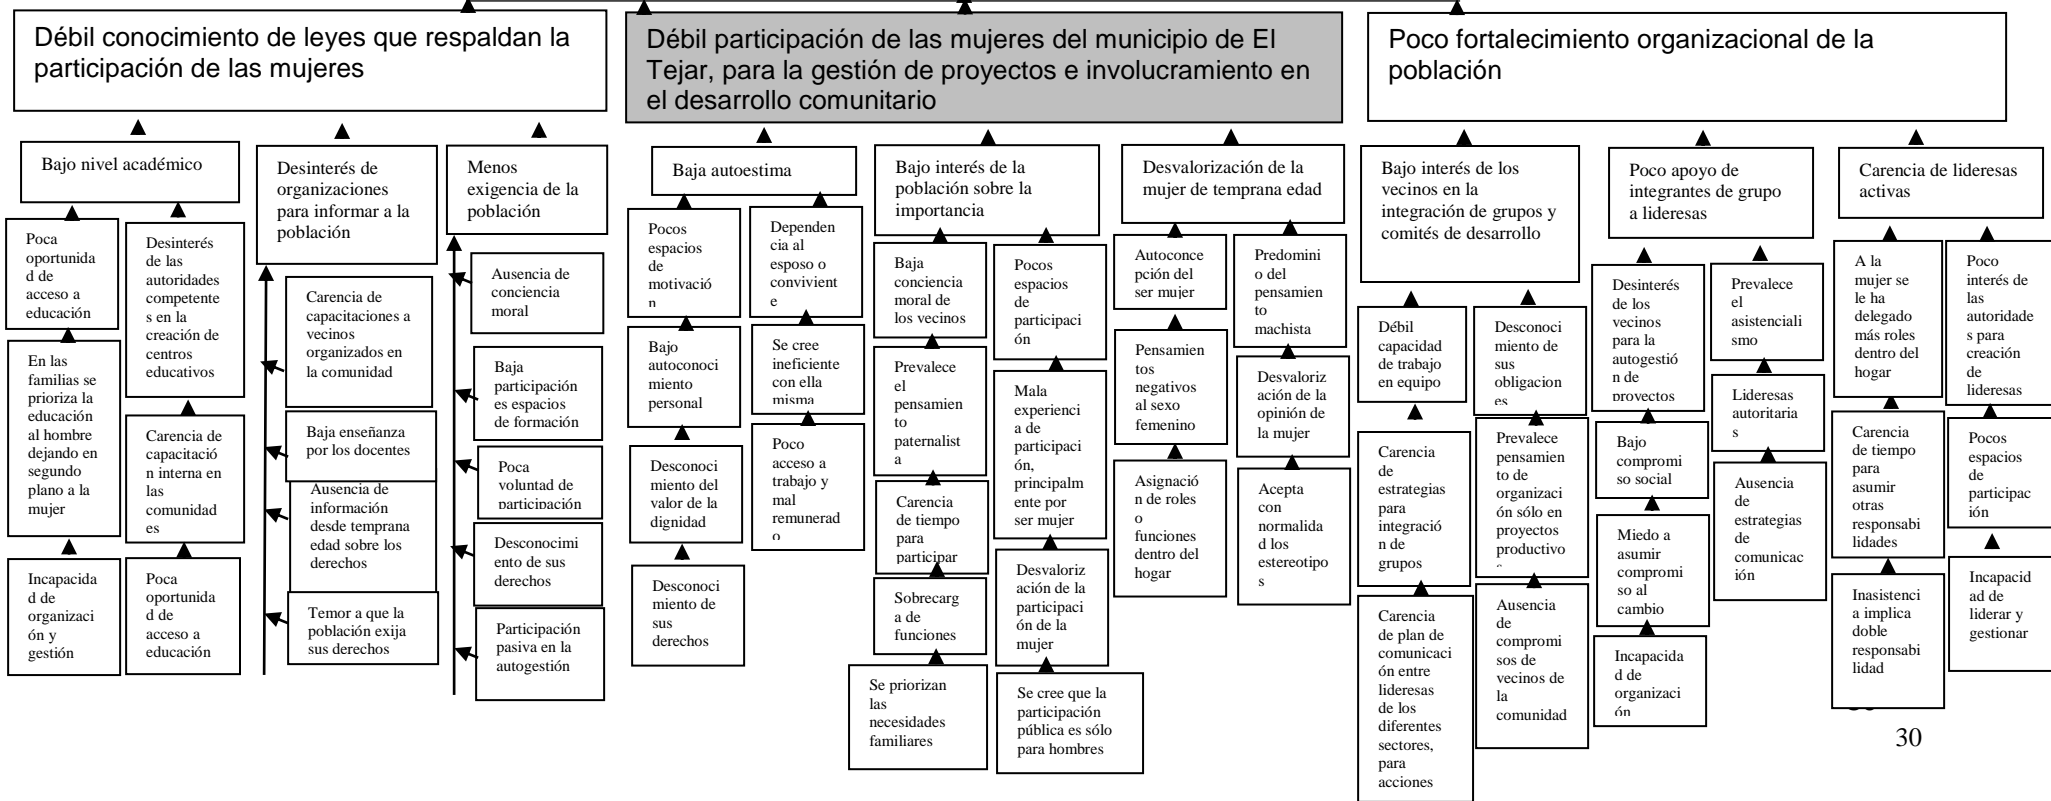 Débil conocimiento de leyes que respaldan la
participación de las mujeres
Débil participación de las mujeres del municipio de El
Tejar, para la gestión de proyectos e involucramiento en
el desarrollo comunitario
Poco fortalecimiento organizacional de la
población
Bajo nivel académico
Poca
oportunida
d de
acceso a
educación
En las
familias se
prioriza la
educación
al hombre
dejando en
segundo
plano a la
mujer
Incapacida
d de
organizaci
ón y
gestión
Desinterés
de las
autoridades
competente
s en la
creación de
centros
educativos
Carencia de
capacitació
n interna en
las
comunidad
es
Poca
oportunida
d de
acceso a
educación
Desinterés de
organizaciones
para informar a la
población
Carencia de
capacitaciones a
vecinos
organizados en
la comunidad
Baja enseñanza
por los docentes
Ausencia de
información
desde temprana
edad sobre los
derechos
Temor a que la
población exija
sus derechos
Menos
exigencia de la
población
Ausencia de
conciencia
moral
Baja
participación
es espacios
de formación
Poca
voluntad de
participación
Desconocimi
ento de sus
derechos
Participación
pasiva en la
autogestión
Baja autoestima
Pocos
espacios
de
motivació
n
Bajo
autoconoci
miento
personal
Desconoci
miento del
valor de la
dignidad
Desconoci
miento de
sus
derechos
Dependen
cia al
esposo o
convivient
e
Se cree
ineficiente
con ella
misma
Poco
acceso a
trabajo y
mal
remunerad
o
Bajo interés de la
población sobre la
importancia
Baja
conciencia
moral de
los vecinos
Prevalece
el
pensamien
to
paternalist
a
Carencia
de tiempo
para
participar
Sobrecarg
a de
funciones
Se priorizan
las
necesidades
familiares
Pocos
espacios
de
participaci
ón
Mala
experienci
a de
participaci
ón,
principalm
ente por
ser mujer
Desvaloriz
ación de la
participaci
ón de la
mujer
Se cree que la
participación
pública es sólo
para hombres
Desvalorización de la
mujer de temprana edad
Autoconce
pción del
ser mujer
Pensamien
tos
negativos
al sexo
femenino
Asignació
n de roles
o
funciones
dentro del
hogar
Predomini
o del
pensamien
to
machista
Desvaloriz
ación de la
opinión de
la mujer
Acepta
con
normalida
d los
estereotipo
s
Bajo interés de los
vecinos en la
integración de grupos y
comités de desarrollo
Débil
capacidad
de trabajo
en equipo
Carencia
de
estrategias
para
integració
n de
grupos
Carencia
de plan de
comunicaci
ón entre
lideresas
de los
diferentes
sectores,
para
acciones
Desconoci
miento de
sus
obligacion
es
Prevalece
pensamien
to de
organizaci
ón sólo en
proyectos
productivo
s
Ausencia
de
compromi
sos de
vecinos de
la
comunidad
Poco apoyo de
integrantes de grupo
a lideresas
Desinterés
de los
vecinos
para la
autogestió
n de
proyectos
Bajo
compromi
so social
Miedo a
asumir
compromi
so al
cambio
Incapacida
d de
organizaci
ón
Prevalece
el
asistenciali
smo
Lideresas
autoritaria
s
Ausencia
de
estrategias
de
comunicac
ión
Carencia de lideresas
activas
A la
mujer se
le ha
delegado
más roles
dentro del
hogar
Carencia
de tiempo
para
asumir
otras
responsabi
lidades
Inasistenci
a implica
doble
responsabi
lidad
Poco
interés de
las
autoridade
s para
creación
de
lideresas
Pocos
espacios
de
participac
ión
Incapacid
ad de
liderar y
gestionar
30